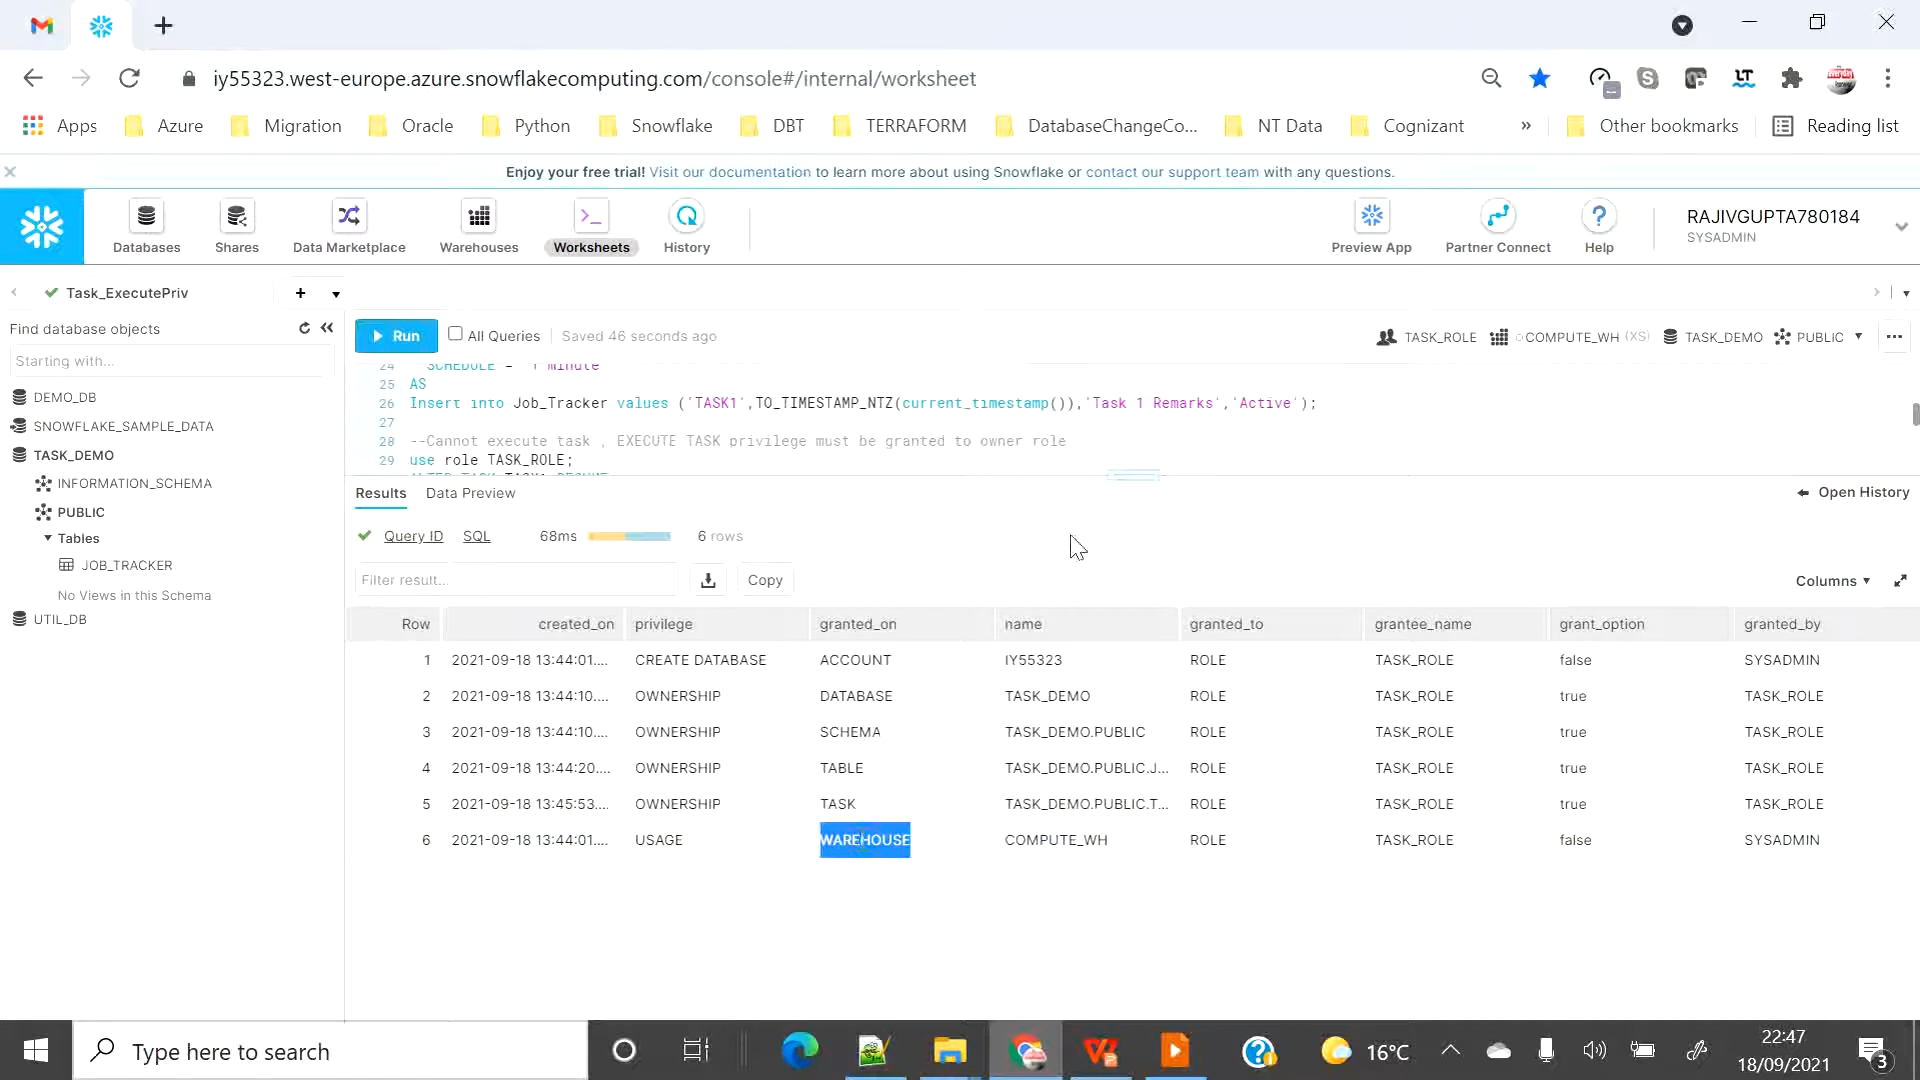 iy55323.west-europe.azure.snowflakecomputing.com/console#/internal/worksheet
Apps Azure Migration Oracle Python Snowflake DBT TERRAFORM DatabaseChangeCo... NT Data Cognizant » Other bookmarks Reading list
Enjoy your free trial! Visit our documentation to learn more about using Snowflake or contact our support team with any questions.
Databases Shares Data Marketplace Warehouses Worksheets History Preview App Partner Connect Help
RAJIVGUPTA780184
SYSADMIN
Task_ExecutePriv
Find database objects
Starting with...
DEMO_DB
SNOWFLAKE_SAMPLE_DATA
TASK_DEMO
INFORMATION_SCHEMA
PUBLIC
Tables
JOB_TRACKER
No Views in this Schema
UTIL_DB
Run All Queries Saved 46 seconds ago TASK_ROLE COMPUTE_WH (XS) TASK_DEMO PUBLIC
24 SCHEDULE = '1 minute'
25 AS
26 Insert into Job_Tracker values ('TASK1',TO_TIMESTAMP_NTZ(current_timestamp()),'Task 1 Remarks','Active');
27
28 --Cannot execute task , EXECUTE TASK privilege must be granted to owner role
29 use role TASK_ROLE;
Results Data Preview Open History
Query ID SQL 68ms 6 rows
Filter result... Copy Columns
Row created_on privilege granted_on name granted_to grantee_name grant_option granted_by
1 2021-09-18 13:44:01.... CREATE DATABASE ACCOUNT IY55323 ROLE TASK_ROLE false SYSADMIN
2 2021-09-18 13:44:10.... OWNERSHIP DATABASE TASK_DEMO ROLE TASK_ROLE true TASK_ROLE
3 2021-09-18 13:44:10.... OWNERSHIP SCHEMA TASK_DEMO.PUBLIC ROLE TASK_ROLE true TASK_ROLE
4 2021-09-18 13:44:20.... OWNERSHIP TABLE TASK_DEMO.PUBLIC.J... ROLE TASK_ROLE true TASK_ROLE
5 2021-09-18 13:45:53.... OWNERSHIP TASK TASK_DEMO.PUBLIC.T... ROLE TASK_ROLE true TASK_ROLE
6 2021-09-18 13:44:01.... USAGE WAREHOUSE COMPUTE_WH ROLE TASK_ROLE false SYSADMIN
Type here to search
16°C
22:47
18/09/2021
3